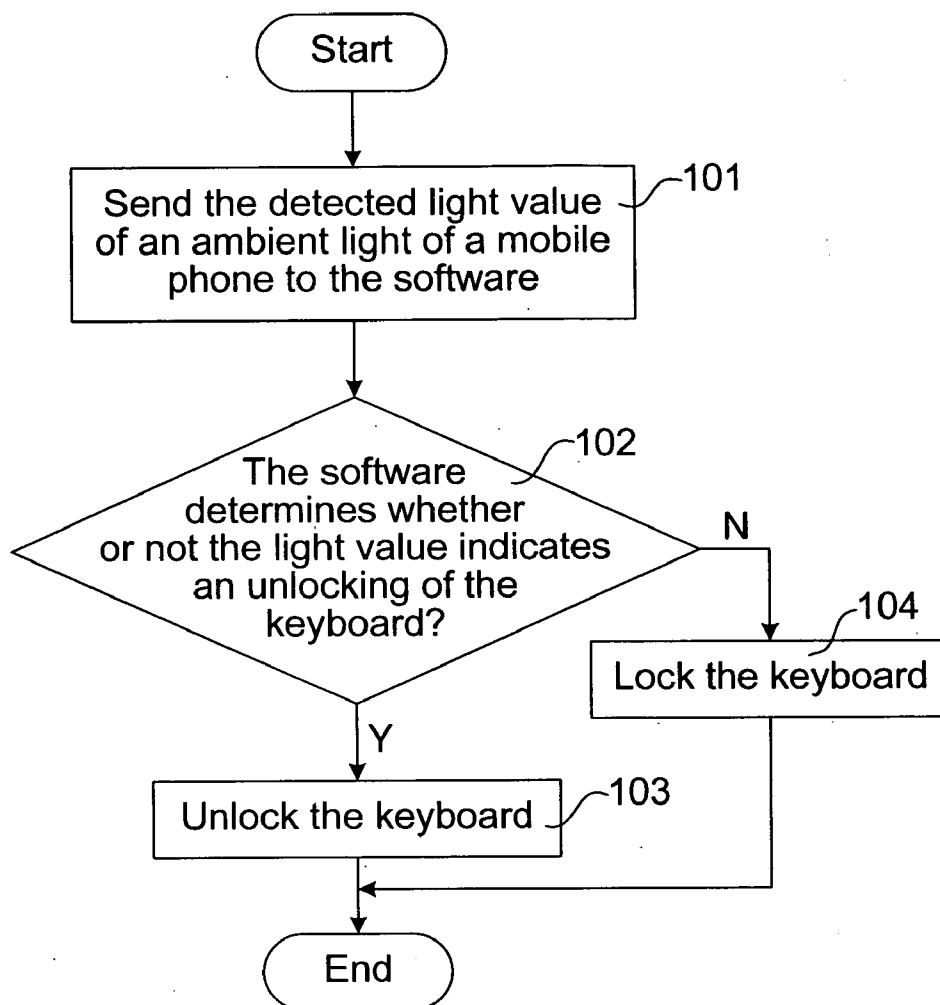 Start
101
Send the detected light value
of an ambient light of a mobile
phone to the software
102
The software
determines whether
or not the light value indicates
an unlocking of the
keyboard?
N
104
Lock the keyboard
Y
103
Unlock the keyboard
End